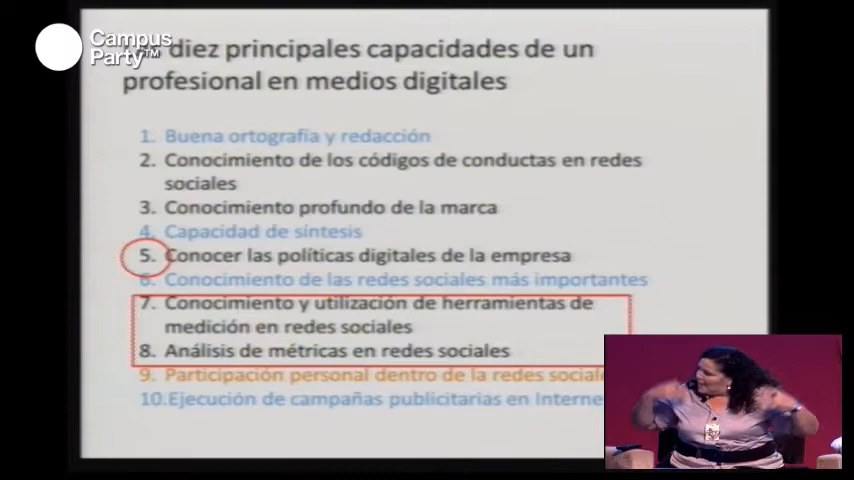 Campus
Party™
diez principales capacidades de un
profesional en medios digitales
1. Buena ortografía y redacción
2. Conocimiento de los códigos de conductas en redes
sociales
3. Conocimiento profundo de la marca
4. Capacidad de síntesis
5. Conocer las políticas digitales de la empresa
6. Conocimiento de las redes sociales más importantes
7. Conocimiento y utilización de herramientas de
medición en redes sociales
8. Análisis de métricas en redes sociales
9. Participación personal dentro de la redes sociale
10.Ejecución de campañas publicitarias en Interne